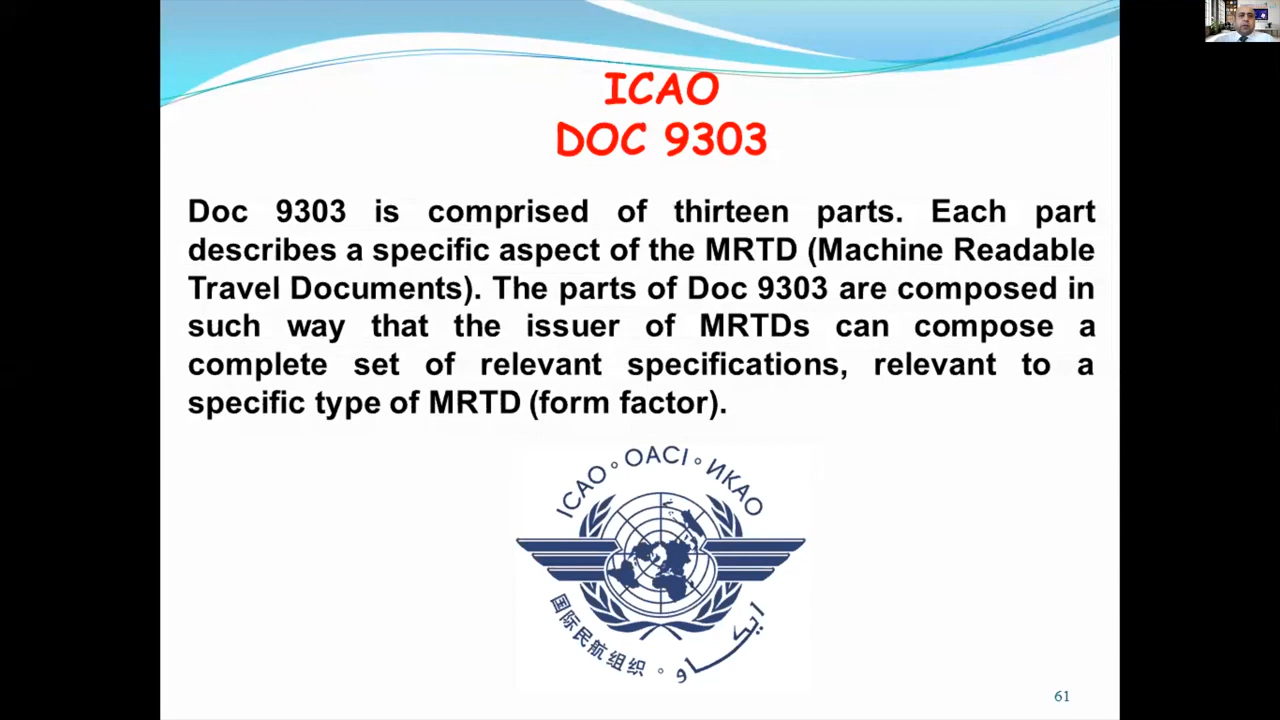 ICAO
DOC 9303
Doc 9303 is comprised of thirteen parts. Each part
describes a specific aspect of the MRTD (Machine Readable
Travel Documents). The parts of Doc 9303 are composed in
such way that the issuer of MRTDs can compose a
complete set of relevant specifications, relevant to a
specific type of MRTD (form factor).
ICAO ◦ OACI ◦ ИКАО
国际民航组织 ◦ ايكاو
61